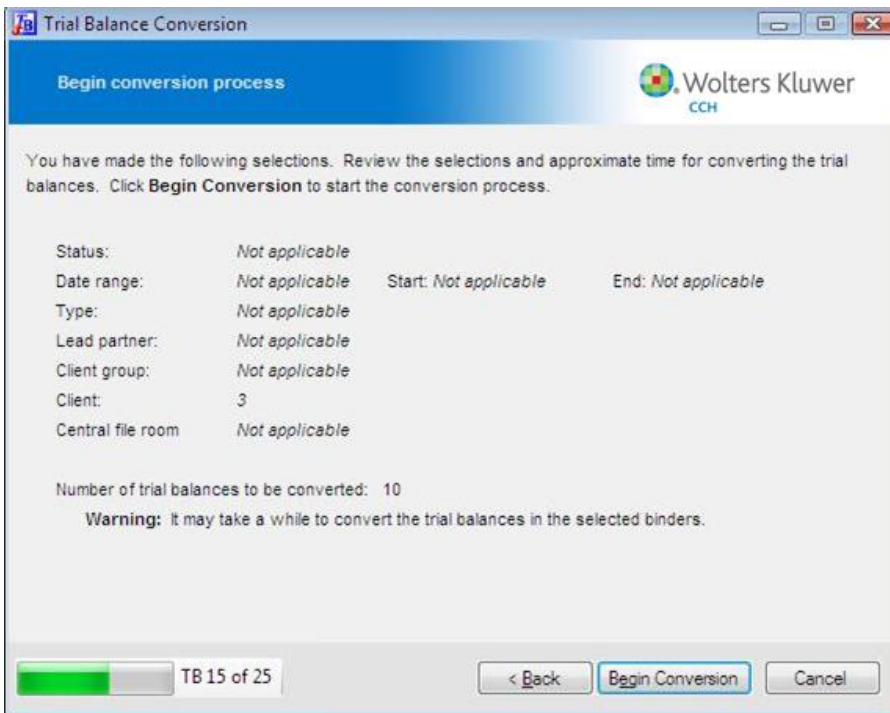 TB Trial Balance Conversion
Begin conversion process
Wolters Kluwer
CCH
You have made the following selections. Review the selections and approximate time for converting the trial
balances. Click Begin Conversion to start the conversion process.
Status: Not applicable
Date range: Not applicable Start: Not applicable End: Not applicable
Type: Not applicable
Lead partner: Not applicable
Client group: Not applicable
Client: 3
Central file room Not applicable
Number of trial balances to be converted: 10
Warning: It may take a while to convert the trial balances in the selected binders.
TB 15 of 25 < Back Begin Conversion Cancel